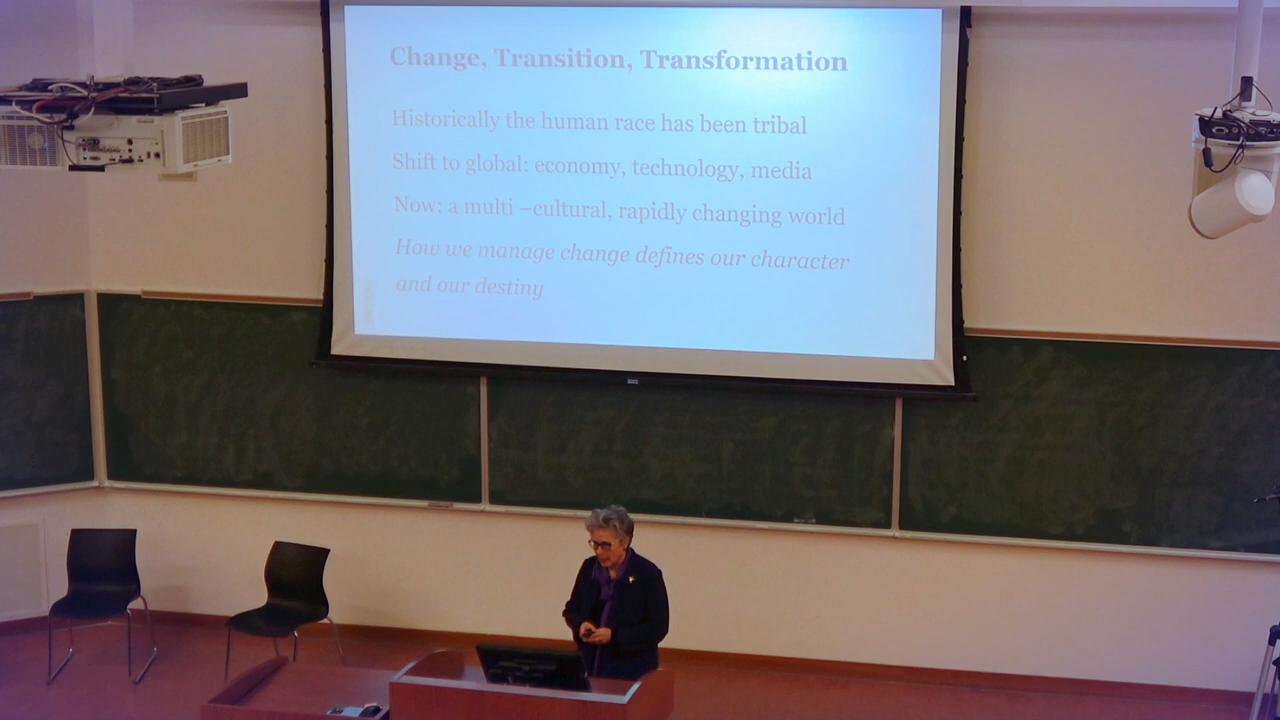 Change, Transition, Transformation
Historically the human race has been tribal
Shift to global: economy, technology, media
Now: a multi –cultural, rapidly changing world
How we manage change defines our character
and our destiny